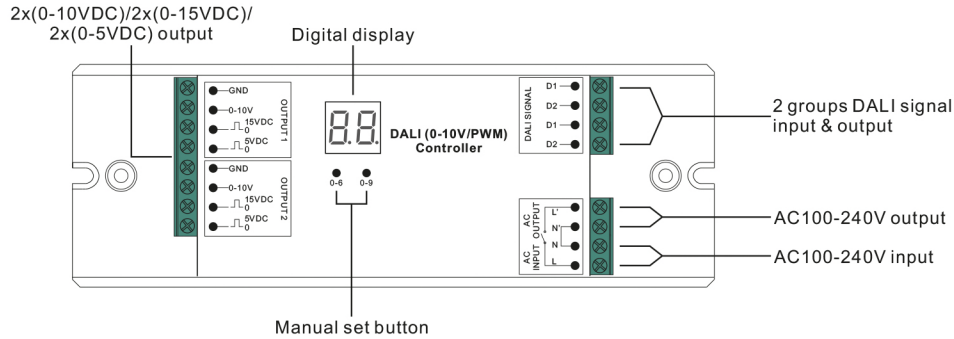 2x(0-10VDC)/2x(0-15VDC)/
2x(0-5VDC) output
Digital display
GND
0-10V
15VDC
0
5VDC
0
OUTPUT 1
GND
0-10V
15VDC
0
5VDC
0
OUTPUT 2
88
DALI (0-10V/PWM)
Controller
0-6
0-9
Manual set button
DALI SIGNAL
D1
D2
D1
D2
2 groups DALI signal
input & output
AC
OUTPUT
L'
N'
AC
INPUT
N
L
AC100-240V output
AC100-240V input